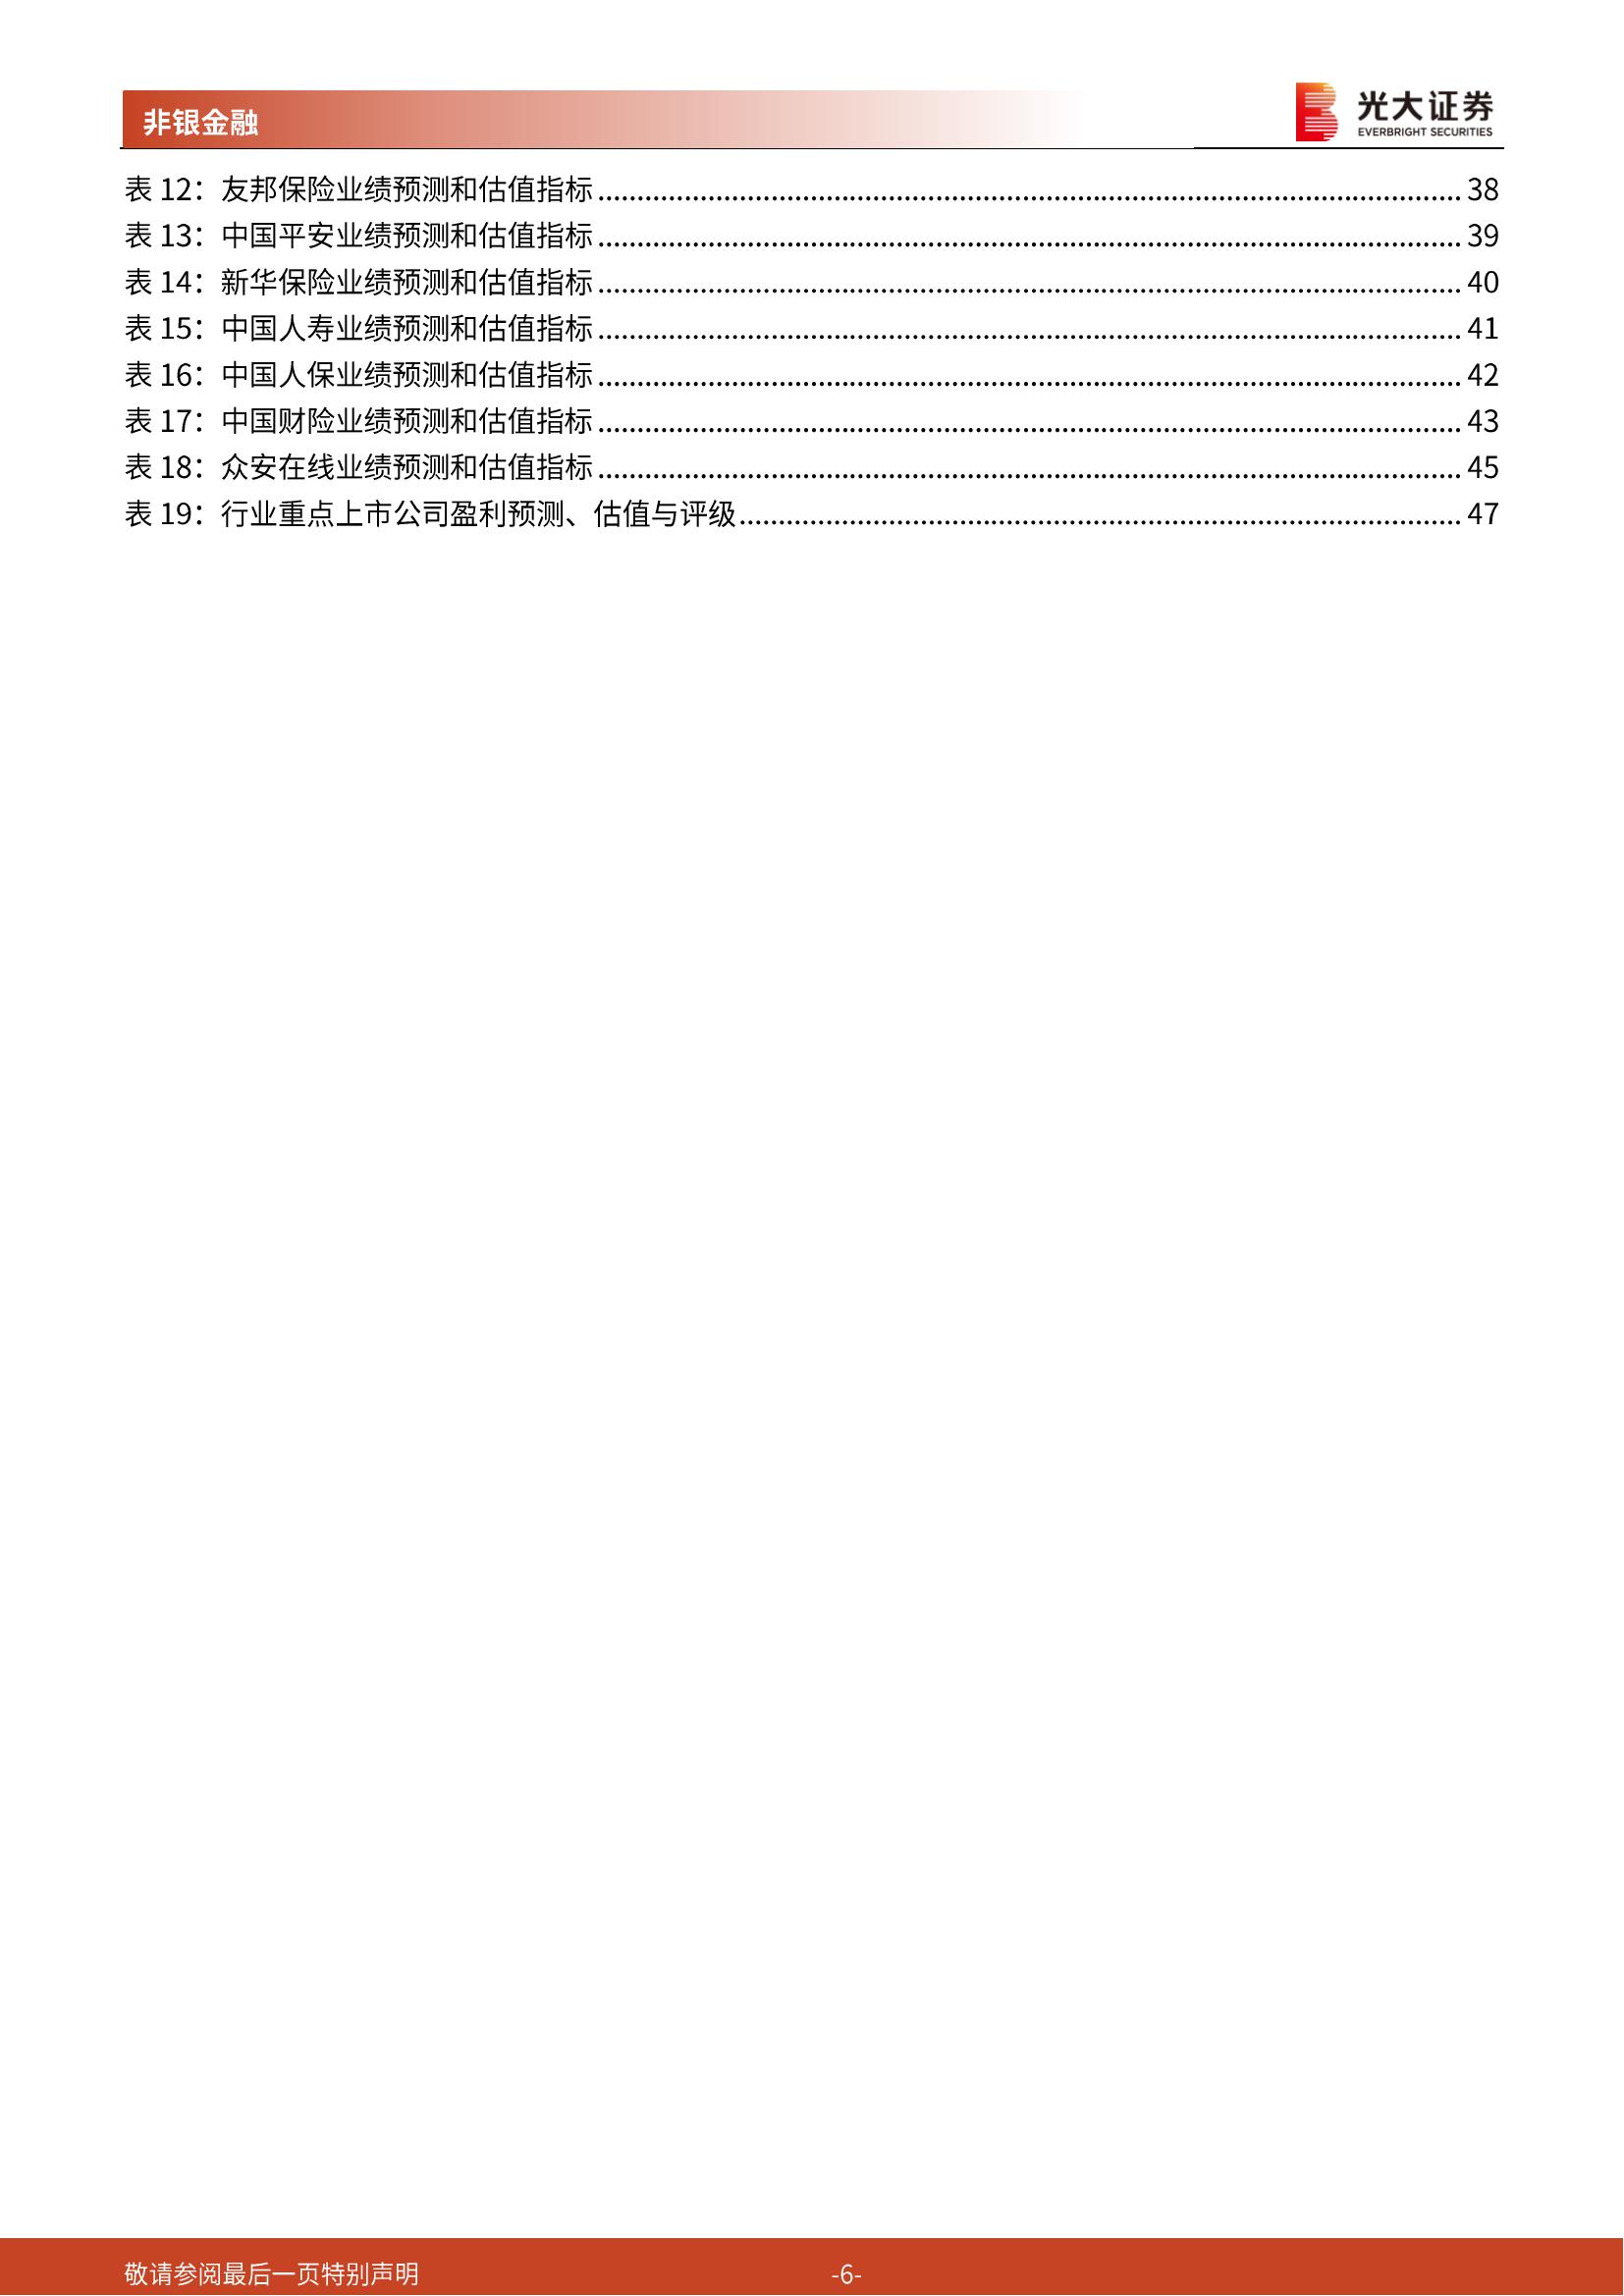 非银金融
光大证券
EVERBRIGHT SECURITIES
表 12：友邦保险业绩预测和估值指标 38
表 13：中国平安业绩预测和估值指标 39
表 14：新华保险业绩预测和估值指标 40
表 15：中国人寿业绩预测和估值指标 41
表 16：中国人保业绩预测和估值指标 42
表 17：中国财险业绩预测和估值指标 43
表 18：众安在线业绩预测和估值指标 45
表 19：行业重点上市公司盈利预测、估值与评级 47
敬请参阅最后一页特别声明
-6-